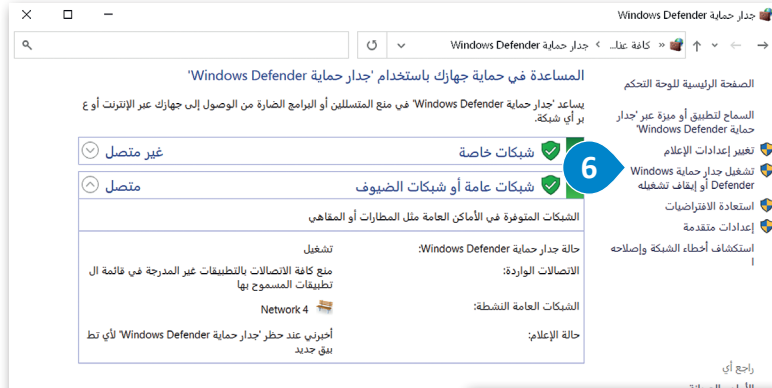 جدار حماية Windows Defender
« كافة عنا... › جدار حماية Windows Defender
الصفحة الرئيسية للوحة التحكم
السماح لتطبيق أو ميزة عبر 'جدار
حماية Windows Defender'
تغيير إعدادات الإعلام
تشغيل جدار حماية Windows
Defender أو إيقاف تشغيله
استعادة الافتراضيات
إعدادات متقدمة
استكشاف أخطاء الشبكة وإصلاحه
ا
راجع أي
6
المساعدة في حماية جهازك باستخدام 'جدار حماية Windows Defender'
يساعد 'جدار حماية Windows Defender' في منع المتسللين أو البرامج الضارة من الوصول إلى جهازك عبر الإنترنت أو ع
بر أي شبكة.
شبكات خاصة غير متصل
شبكات عامة أو شبكات الضيوف متصل
الشبكات المتوفرة في الأماكن العامة مثل المطارات أو المقاهي
حالة جدار حماية Windows Defender: تشغيل
الاتصالات الواردة: منع كافة الاتصالات بالتطبيقات غير المدرجة في قائمة ال
تطبيقات المسموح بها
الشبكات العامة النشطة: Network 4
حالة الإعلام: أخبرني عند حظر 'جدار حماية Windows Defender' لأي تط
بيق جديد